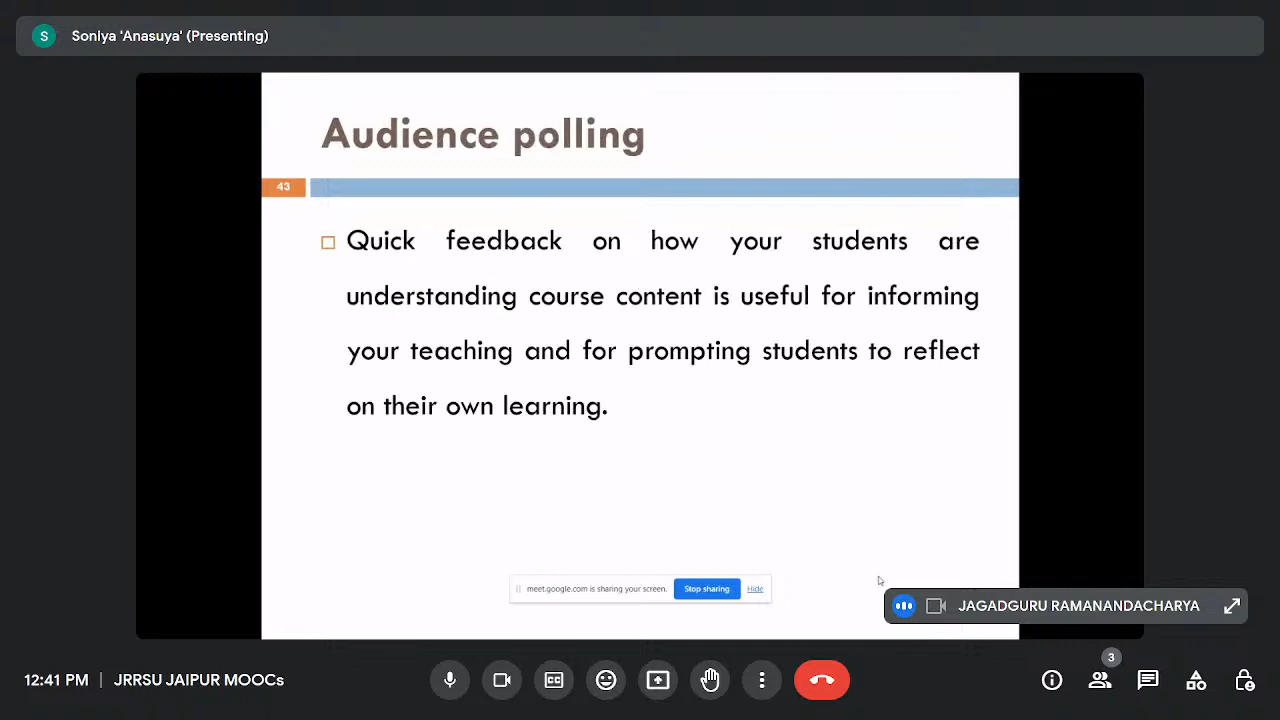 S Soniya 'Anasuya' (Presenting)
Audience polling
43
Quick feedback on how your students are
understanding course content is useful for informing
your teaching and for prompting students to reflect
on their own learning.
meet.google.com is sharing your screen. Stop sharing Hide
JAGADGURU RAMANANDACHARYA
3
12:41 PM | JRRSU JAIPUR MOOCs